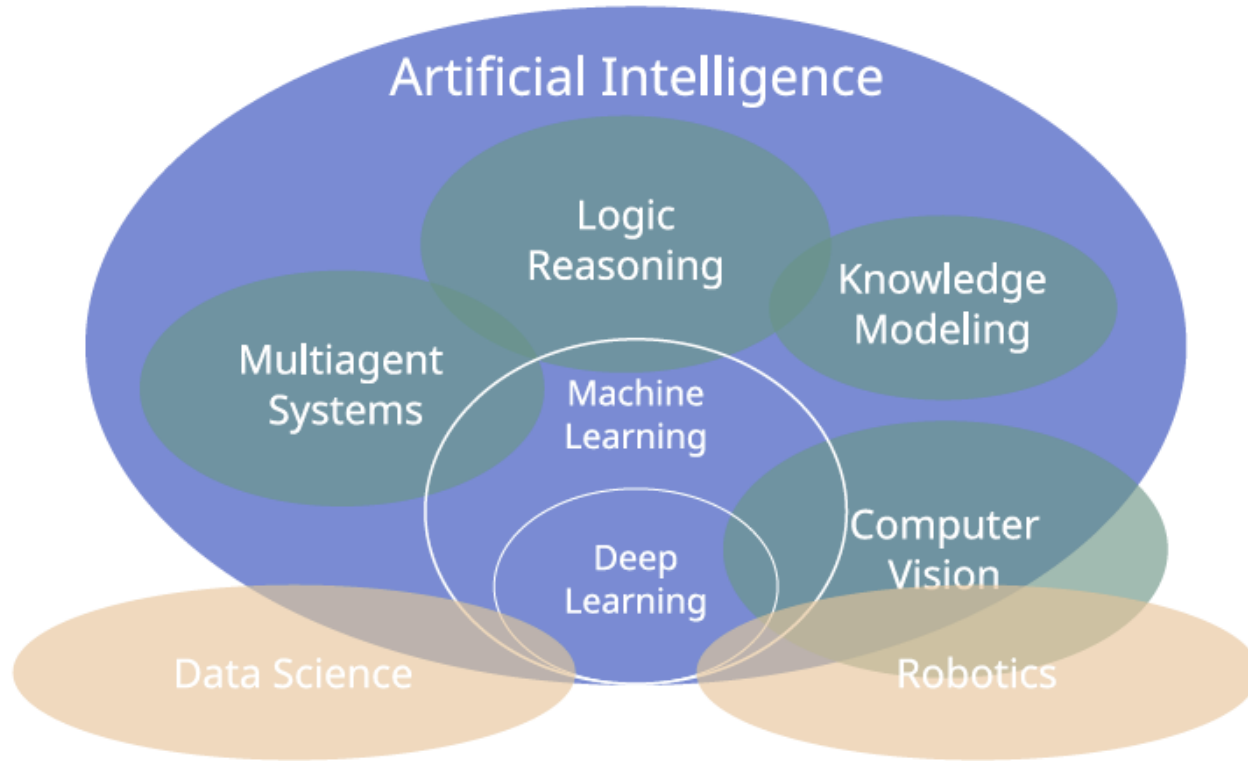 Artificial Intelligence
Logic
Reasoning
Knowledge
Modeling
Multiagent
Systems
Machine
Learning
Computer
Vision
Deep
Learning
Data Science
Robotics